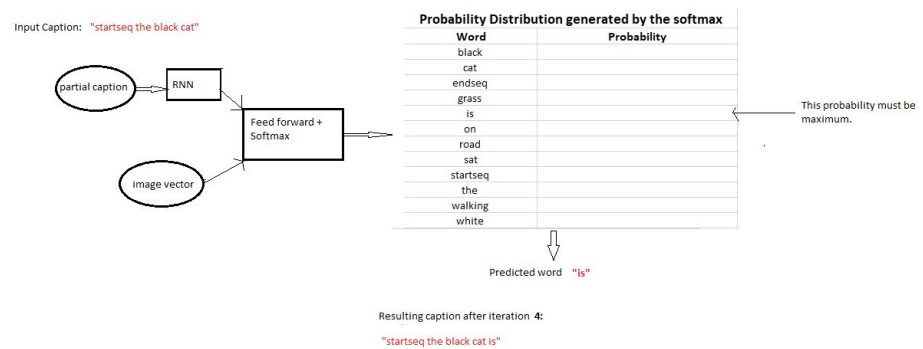 Input Caption: "startseq the black cat"
partial caption
RNN
Feed forward +
Softmax
image vector
Probability Distribution generated by the softmax
Word Probability
black
cat
endseq
grass
is
on
road
sat
startseq
the
walking
white
This probability must be
maximum.
Predicted word "is"
Resulting caption after iteration 4:
"startseq the black cat is"